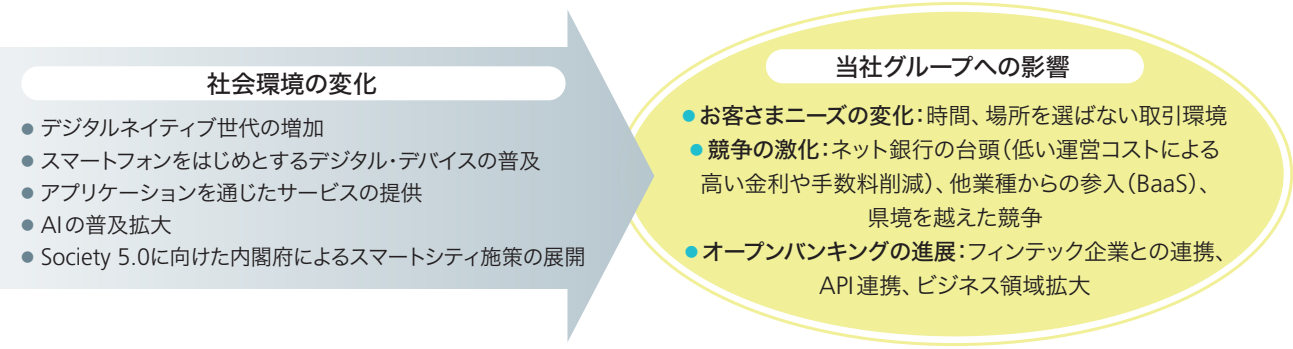 社会環境の変化
● デジタルネイティブ世代の増加
● スマートフォンをはじめとするデジタル・デバイスの普及
● アプリケーションを通じたサービスの提供
● AIの普及拡大
● Society 5.0に向けた内閣府によるスマートシティ施策の展開
当社グループへの影響
● お客さまニーズの変化：時間、場所を選ばない取引環境
● 競争の激化：ネット銀行の台頭（低い運営コストによる
高い金利や手数料削減）、他業種からの参入（BaaS）、
県境を越えた競争
● オープンバンキングの進展：フィンテック企業との連携、
API連携、ビジネス領域拡大